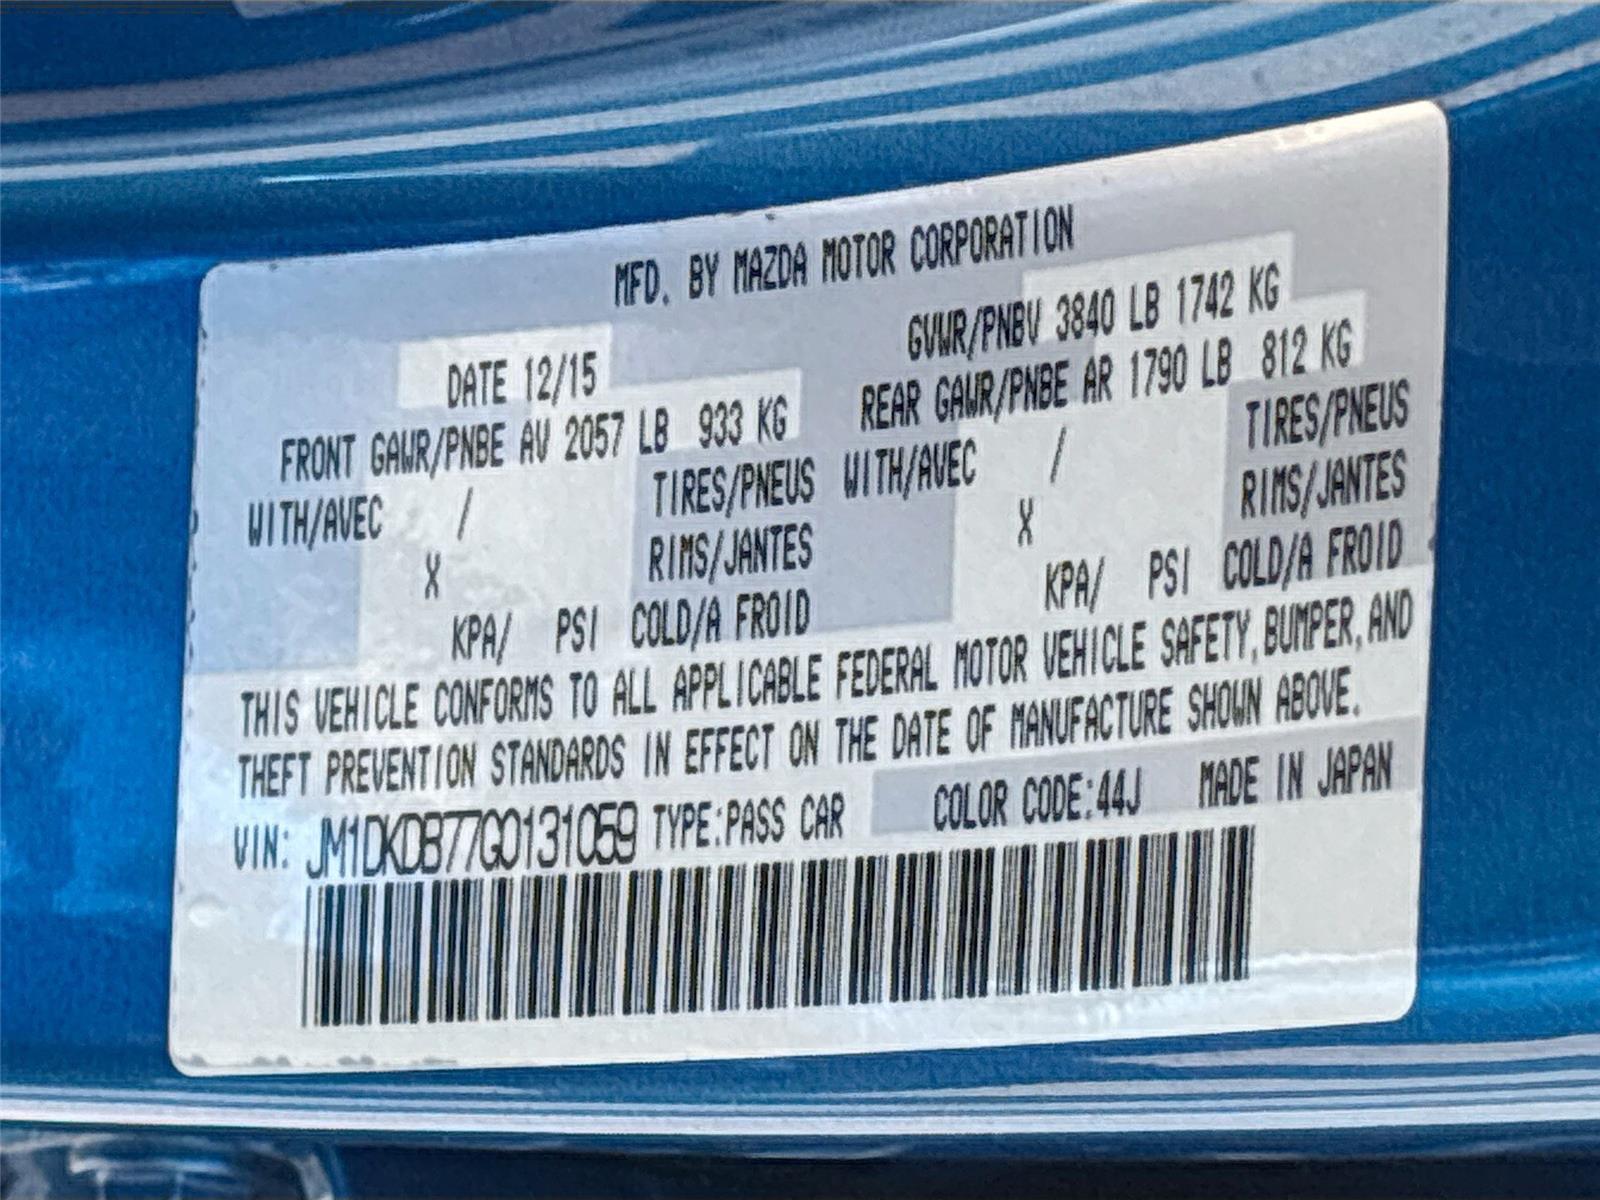 MFD. BY MAZDA MOTOR CORPORATION
DATE 12/15 GVWR/PNBV 3840 LB 1742 KG
FRONT GAWR/PNBE AV 2057 LB 933 KG REAR GAWR/PNBE AR 1790 LB 812 KG
WITH/AVEC / TIRES/PNEUS WITH/AVEC / TIRES/PNEUS
X RIMS/JANTES X RIMS/JANTES
KPA/ PSI COLD/A FROID KPA/ PSI COLD/A FROID
THIS VEHICLE CONFORMS TO ALL APPLICABLE FEDERAL MOTOR VEHICLE SAFETY, BUMPER, AND
THEFT PREVENTION STANDARDS IN EFFECT ON THE DATE OF MANUFACTURE SHOWN ABOVE.
VIN: JM1DKDB77G0131059 TYPE:PASS CAR COLOR CODE:44J MADE IN JAPAN